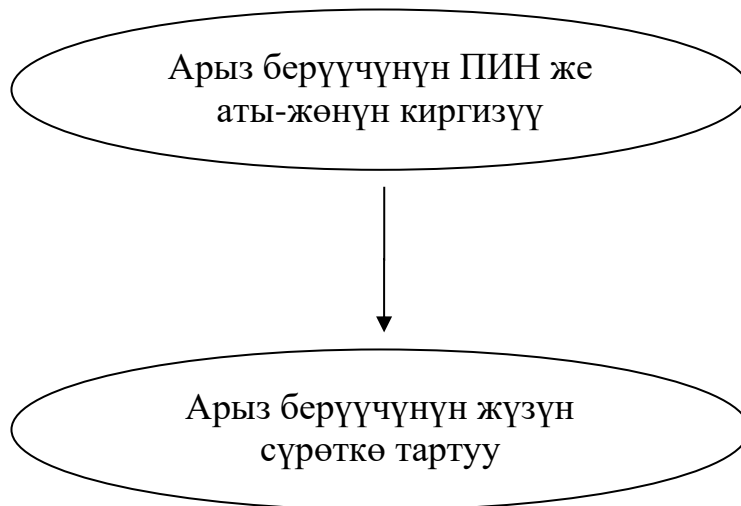 Арыз берүүчүнүн ПИН же
аты-жөнүн киргизүү
Арыз берүүчүнүн жүзүн
сүрөткө тартуу